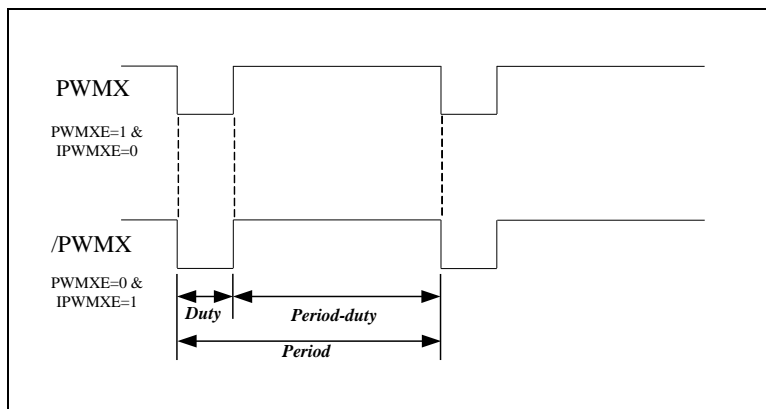 PWMX
PWMXE=1 &
IPWMXE=0
/PWMX
PWMXE=0 &
IPWMXE=1
Duty
Period-duty
Period